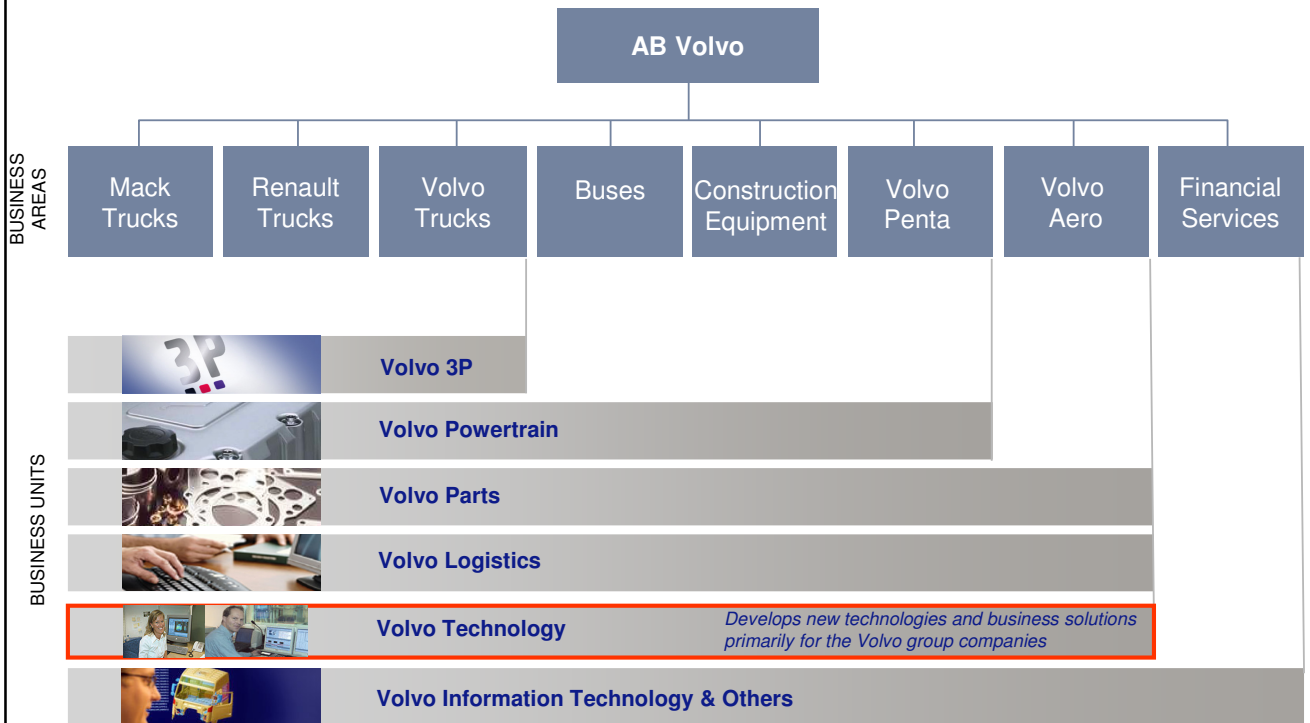 AB Volvo
BUSINESS
AREAS
Mack
Trucks
Renault
Trucks
Volvo
Trucks
Buses
Construction
Equipment
Volvo
Penta
Volvo
Aero
Financial
Services
BUSINESS UNITS
3P
Volvo 3P
Volvo Powertrain
Volvo Parts
Volvo Logistics
Volvo Technology
Develops new technologies and business solutions
primarily for the Volvo group companies
Volvo Information Technology & Others